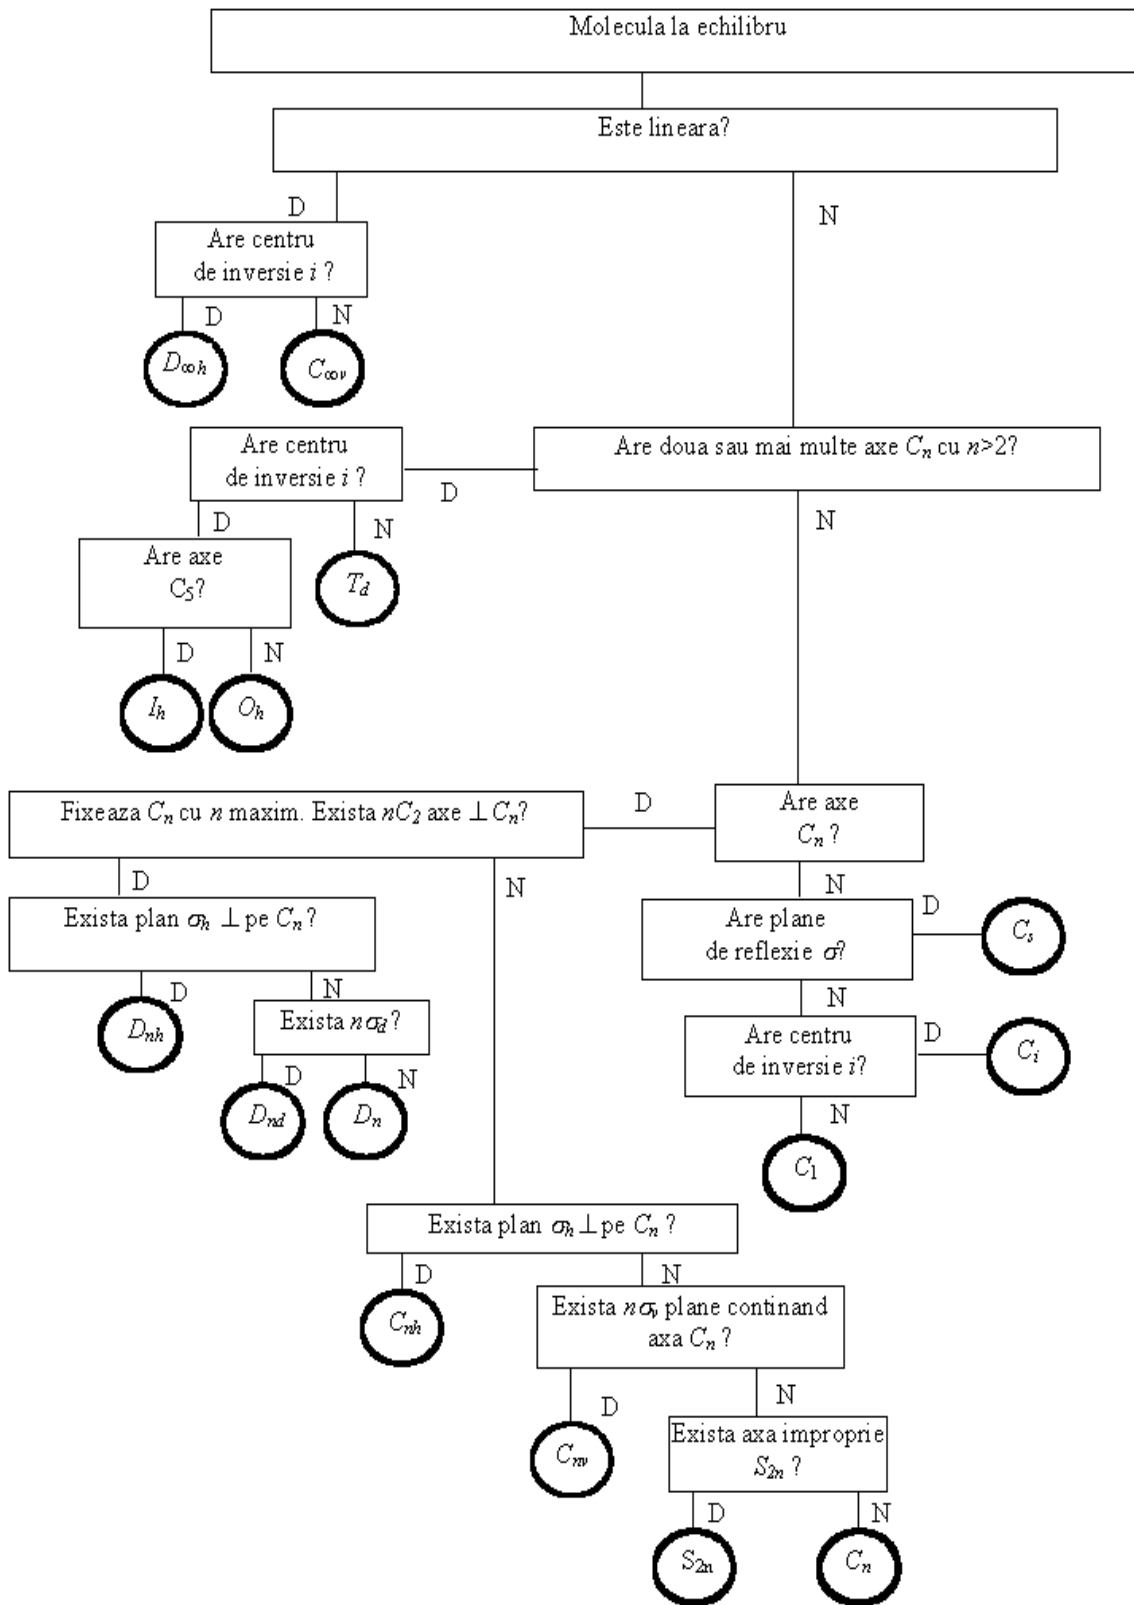 Molecula la echilibru
Este lineara?
D
N
Are centru
de inversie i ?
D
N
D∞h
C∞v
Are centru
de inversie i ?
Are doua sau mai multe axe Cn cu n>2?
D
N
D
N
Are axe
C5?
Td
D
N
Ih
Oh
Fixeaza Cn cu n maxim. Exista nC2 axe ⊥ Cn?
D
Are axe
Cn ?
D
N
N
Exista plan σh ⊥ pe Cn ?
Are plane
de reflexie σ?
D
Cs
D
N
N
Dnh
Exista nσd ?
Are centru
de inversie i?
D
Ci
D
N
N
Dnd
Dn
C1
Exista plan σh ⊥ pe Cn ?
D
N
Cnh
Exista nσv plane continand
axa Cn ?
D
N
Cnv
Exista axa improprie
S2n ?
D
N
S2n
Cn